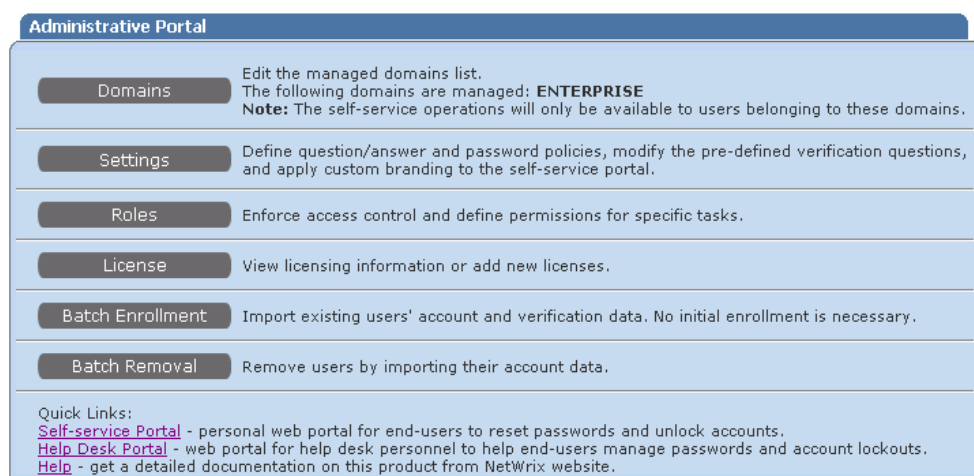 Administrative Portal
Domains
Edit the managed domains list.
The following domains are managed: ENTERPRISE
Note: The self-service operations will only be available to users belonging to these domains.
Settings
Define question/answer and password policies, modify the pre-defined verification questions,
and apply custom branding to the self-service portal.
Roles
Enforce access control and define permissions for specific tasks.
License
View licensing information or add new licenses.
Batch Enrollment
Import existing users' account and verification data. No initial enrollment is necessary.
Batch Removal
Remove users by importing their account data.
Quick Links:
Self-service Portal - personal web portal for end-users to reset passwords and unlock accounts.
Help Desk Portal - web portal for help desk personnel to help end-users manage passwords and account lockouts.
Help - get a detailed documentation on this product from NetWrix website.